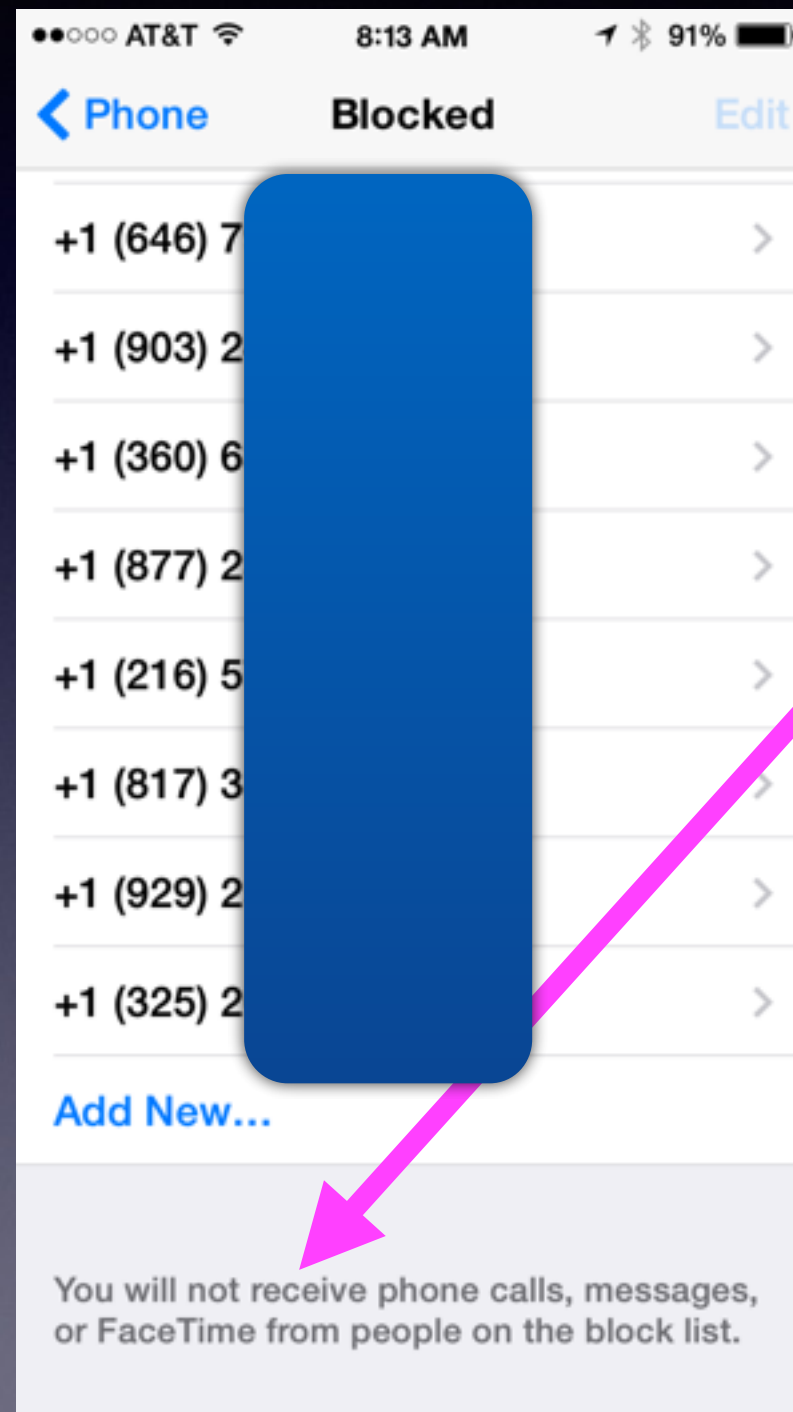 AT&T 8:13 AM 91%
Phone Blocked Edit
+1 (646) 7
+1 (903) 2
+1 (360) 6
+1 (877) 2
+1 (216) 5
+1 (817) 3
+1 (929) 2
+1 (325) 2
Add New...
You will not receive phone calls, messages,
or FaceTime from people on the block list.